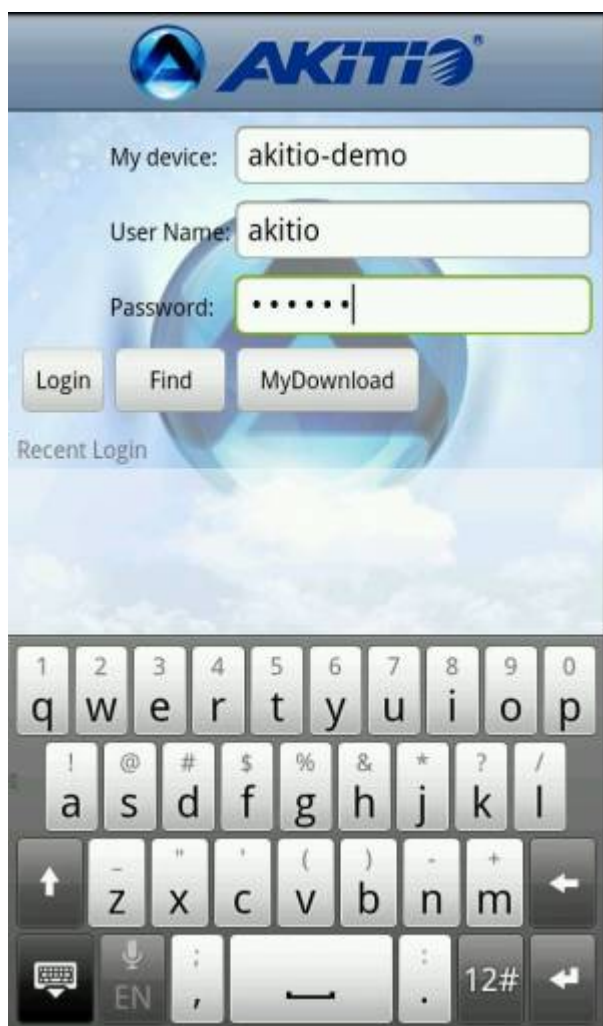 AKiTiO®
My device: akitio-demo
User Name: akitio
Password: ••••••
Login Find MyDownload
Recent Login
1 2 3 4 5 6 7 8 9 0
q w e r t y u i o p
! @ # $ % & * ? /
a s d f g h j k l
_ " ' ( ) - +
z x c v b n m
; :
EN , . 12#